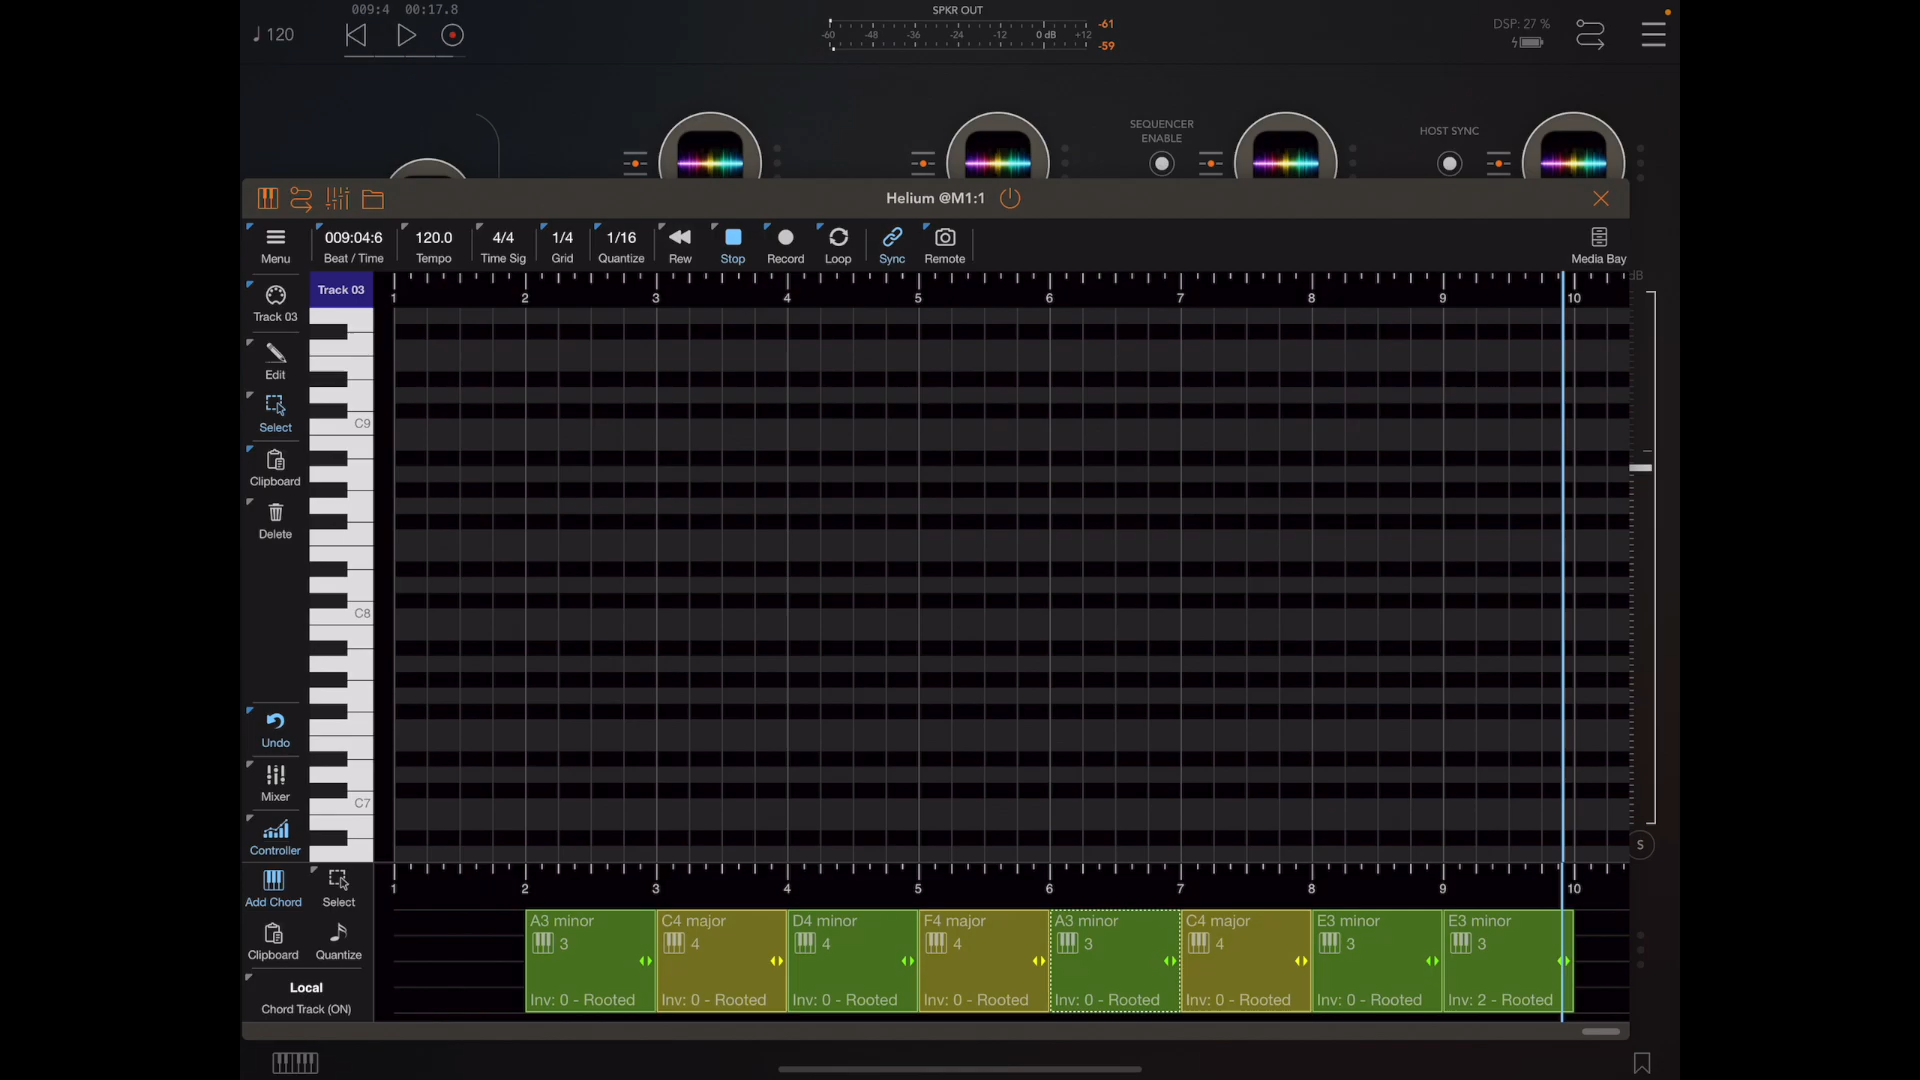 009:4 00:17.8
SPKR OUT
♩ 120
-60 -48 -36 -24 -12 0 dB +12
-61
-59
DSP: 27 %
SEQUENCER
ENABLE
HOST SYNC
Helium @M1:1
Menu
009:04:6
Beat / Time
120.0
Tempo
4/4
Time Sig
1/4
Grid
1/16
Quantize
Rew
Stop
Record
Loop
Sync
Remote
Media Bay
dB
Track 03
1 2 3 4 5 6 7 8 9 10
Track 03
Edit
Select
C9
Clipboard
Delete
C8
Undo
Mixer
C7
Controller
S
Add Chord
Select
1 2 3 4 5 6 7 8 9 10
Clipboard
Quantize
Local
Chord Track (ON)
A3 minor
3
Inv: 0 - Rooted
C4 major
4
Inv: 0 - Rooted
D4 minor
4
Inv: 0 - Rooted
F4 major
4
Inv: 0 - Rooted
A3 minor
3
Inv: 0 - Rooted
C4 major
4
Inv: 0 - Rooted
E3 minor
3
Inv: 0 - Rooted
E3 minor
3
Inv: 2 - Rooted